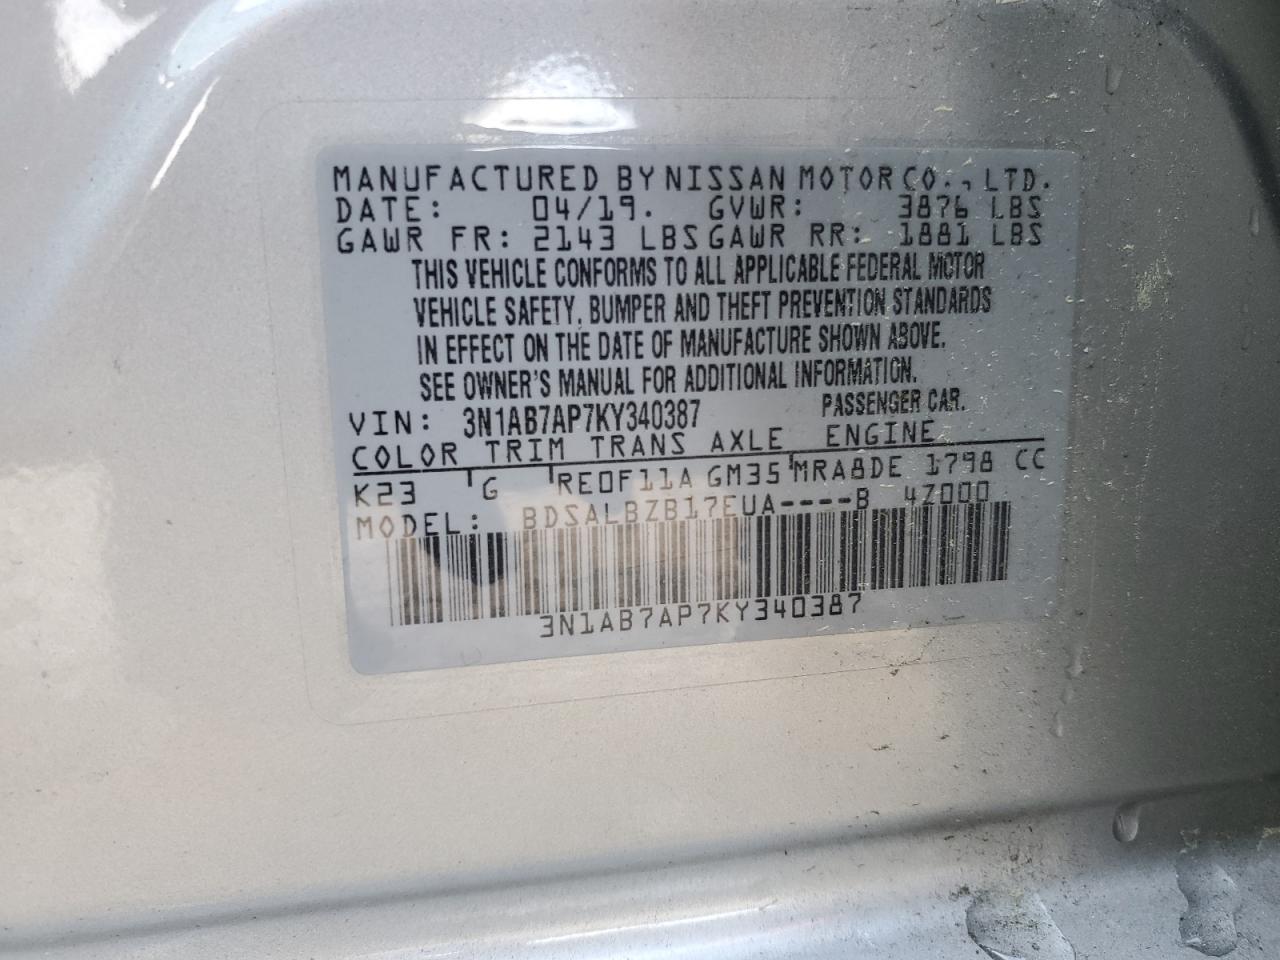 MANUFACTURED BY NISSAN MOTOR CO., LTD.
DATE: 04/19. GVWR: 3876 LBS
GAWR FR: 2143 LBS GAWR RR: 1881 LBS
THIS VEHICLE CONFORMS TO ALL APPLICABLE FEDERAL MOTOR
VEHICLE SAFETY, BUMPER AND THEFT PREVENTION STANDARDS
IN EFFECT ON THE DATE OF MANUFACTURE SHOWN ABOVE.
SEE OWNER'S MANUAL FOR ADDITIONAL INFORMATION.
VIN: 3N1AB7AP7KY340387 PASSENGER CAR.
COLOR TRIM TRANS AXLE ENGINE
K23 G RE0F11A GM35 MRA8DE 1798 CC
MODEL: BDSALBZB17EUA----B 4Z000
3N1AB7AP7KY340387